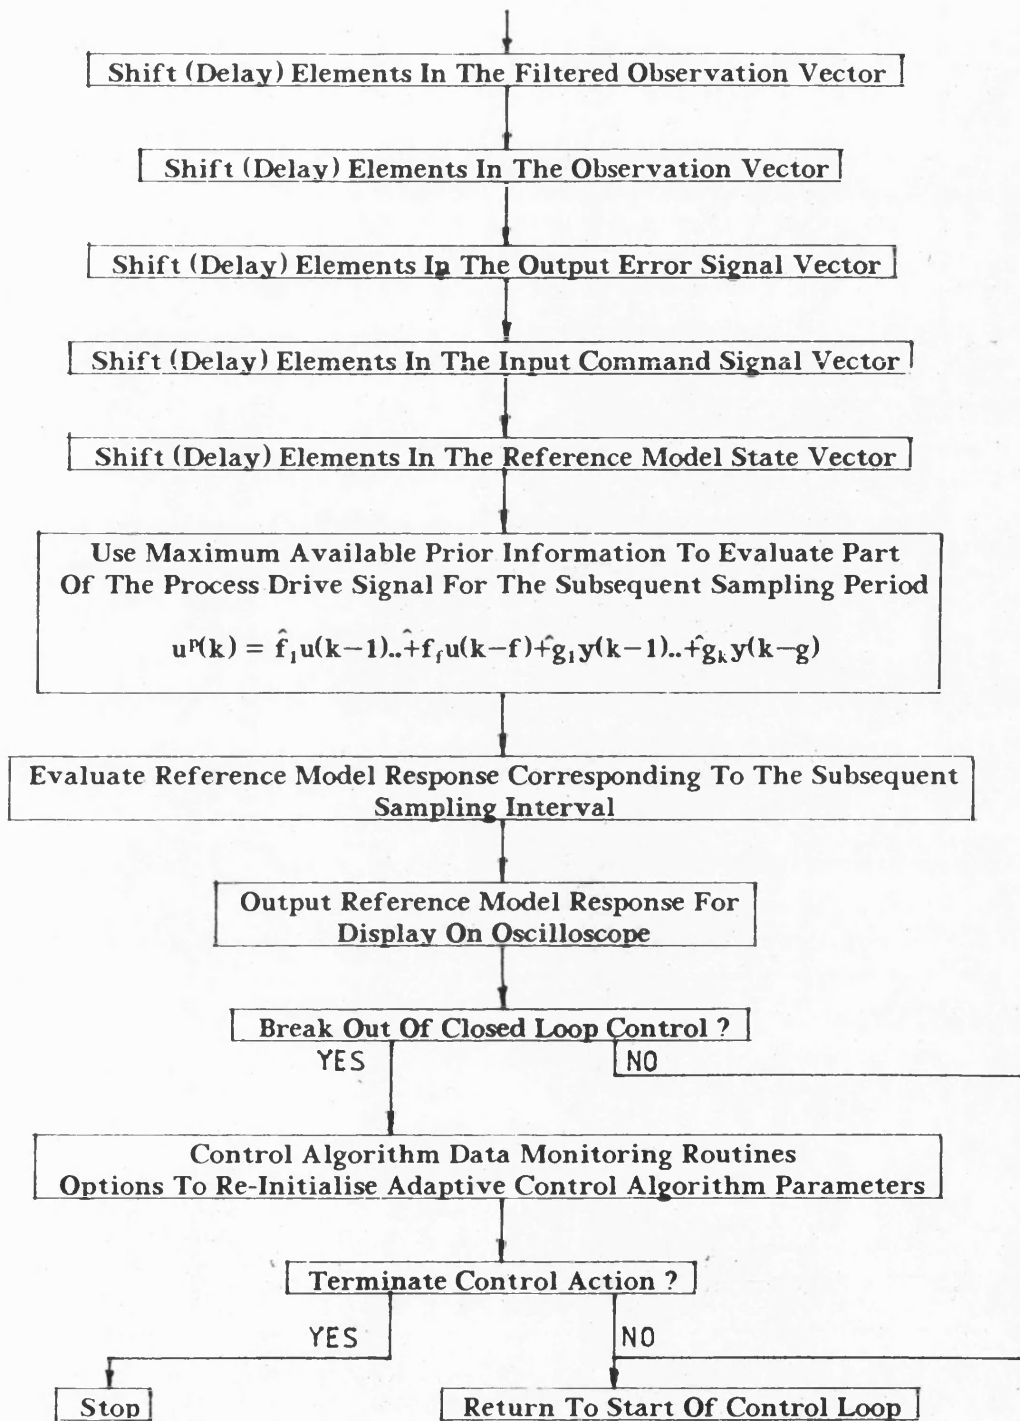 Shift (Delay) Elements In The Filtered Observation Vector
Shift (Delay) Elements In The Observation Vector
Shift (Delay) Elements In The Output Error Signal Vector
Shift (Delay) Elements In The Input Command Signal Vector
Shift (Delay) Elements In The Reference Model State Vector
Use Maximum Available Prior Information To Evaluate Part
Of The Process Drive Signal For The Subsequent Sampling Period
uᵖ(k) = f̂₁u(k−1)..+̂f_fu(k−f)+ĝ₁y(k−1)..+ĝₖy(k−g)
Evaluate Reference Model Response Corresponding To The Subsequent
Sampling Interval
Output Reference Model Response For
Display On Oscilloscope
Break Out Of Closed Loop Control ?
YES NO
Control Algorithm Data Monitoring Routines
Options To Re-Initialise Adaptive Control Algorithm Parameters
Terminate Control Action ?
YES NO
Stop Return To Start Of Control Loop